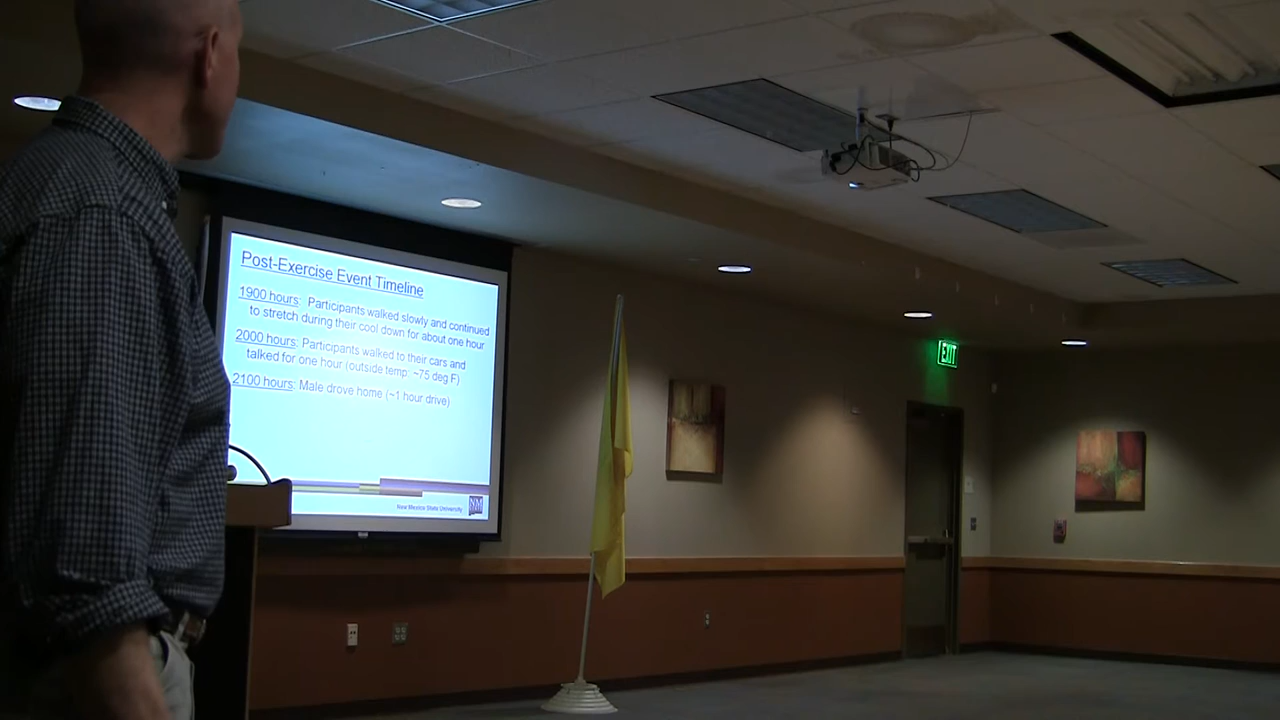 Post-Exercise Event Timeline
1900 hours: Participants walked slowly and continued
to stretch during their cool down for about one hour
2000 hours: Participants walked to their cars and
talked for one hour (outside temp: ~75 deg F)
2100 hours: Male drove home (~1 hour drive)
New Mexico State University
NM
EXIT